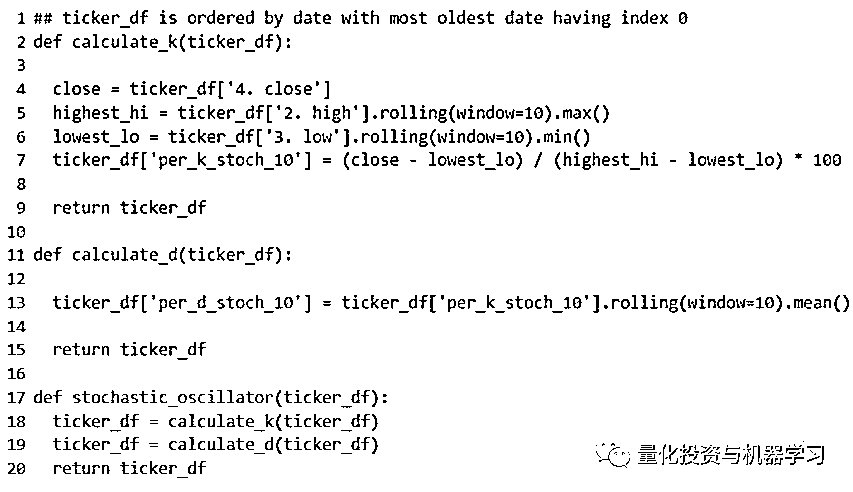 1 ## ticker_df is ordered by date with most oldest date having index 0
2 def calculate_k(ticker_df):
3
4   close = ticker_df['4. close']
5   highest_hi = ticker_df['2. high'].rolling(window=10).max()
6   lowest_lo = ticker_df['3. low'].rolling(window=10).min()
7   ticker_df['per_k_stoch_10'] = (close - lowest_lo) / (highest_hi - lowest_lo) * 100
8
9   return ticker_df
10
11 def calculate_d(ticker_df):
12
13   ticker_df['per_d_stoch_10'] = ticker_df['per_k_stoch_10'].rolling(window=10).mean()
14
15   return ticker_df
16
17 def stochastic_oscillator(ticker_df):
18   ticker_df = calculate_k(ticker_df)
19   ticker_df = calculate_d(ticker_df)
20   return ticker_df
量化投资与机器学习